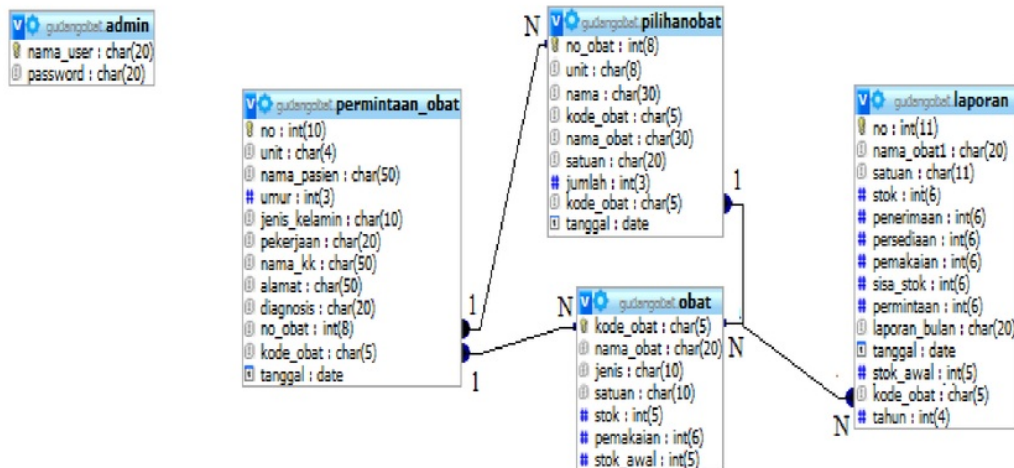 gudangobat.admin
nama_user : char(20)
password : char(20)
gudangobat.permintaan_obat
no : int(10)
unit : char(4)
nama_pasien : char(50)
umur : int(3)
jenis_kelamin : char(10)
pekerjaan : char(20)
nama_kk : char(50)
alamat : char(50)
diagnosis : char(20)
no_obat : int(8)
kode_obat : char(5)
tanggal : date
N
1
1
gudangobat.pilihanobat
no_obat : int(8)
unit : char(8)
nama : char(30)
kode_obat : char(5)
nama_obat : char(30)
satuan : char(20)
jumlah : int(3)
kode_obat : char(5)
tanggal : date
1
gudangobat.obat
kode_obat : char(5)
nama_obat : char(20)
jenis : char(10)
satuan : char(10)
stok : int(5)
pemakaian : int(6)
stok_awal : int(5)
N
N
gudangobat.laporan
no : int(11)
nama_obat1 : char(20)
satuan : char(11)
stok : int(6)
penerimaan : int(6)
persediaan : int(6)
pemakaian : int(6)
sisa_stok : int(6)
permintaan : int(6)
laporan_bulan : char(20)
tanggal : date
stok_awal : int(5)
kode_obat : char(5)
tahun : int(4)
N